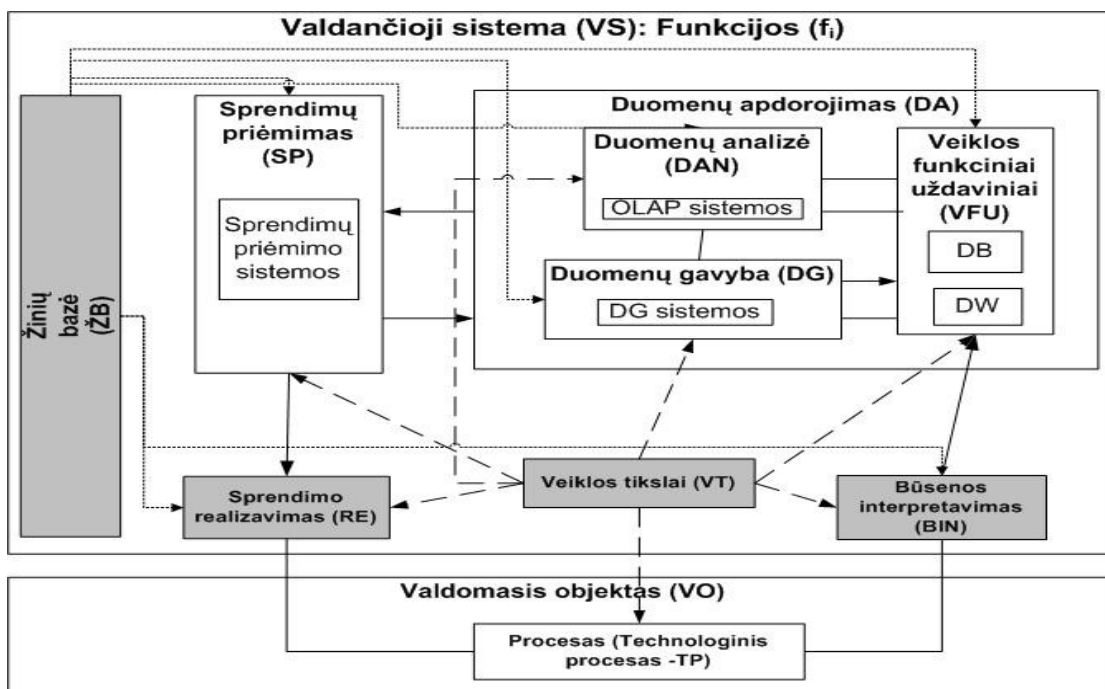 Valdančioji sistema (VS): Funkcijos (fᵢ)
Žinių
bazė
(ŽB)
Sprendimų
priėmimas
(SP)
Sprendimų
priėmimo
sistemos
Duomenų apdorojimas (DA)
Duomenų analizė
(DAN)
OLAP sistemos
Duomenų gavyba (DG)
DG sistemos
Veiklos
funkciniai
uždaviniai
(VFU)
DB
DW
Sprendimo
realizavimas (RE)
Veiklos tikslai (VT)
Būsenos
interpretavimas
(BIN)
Valdomasis objektas (VO)
Procesas (Technologinis
procesas -TP)